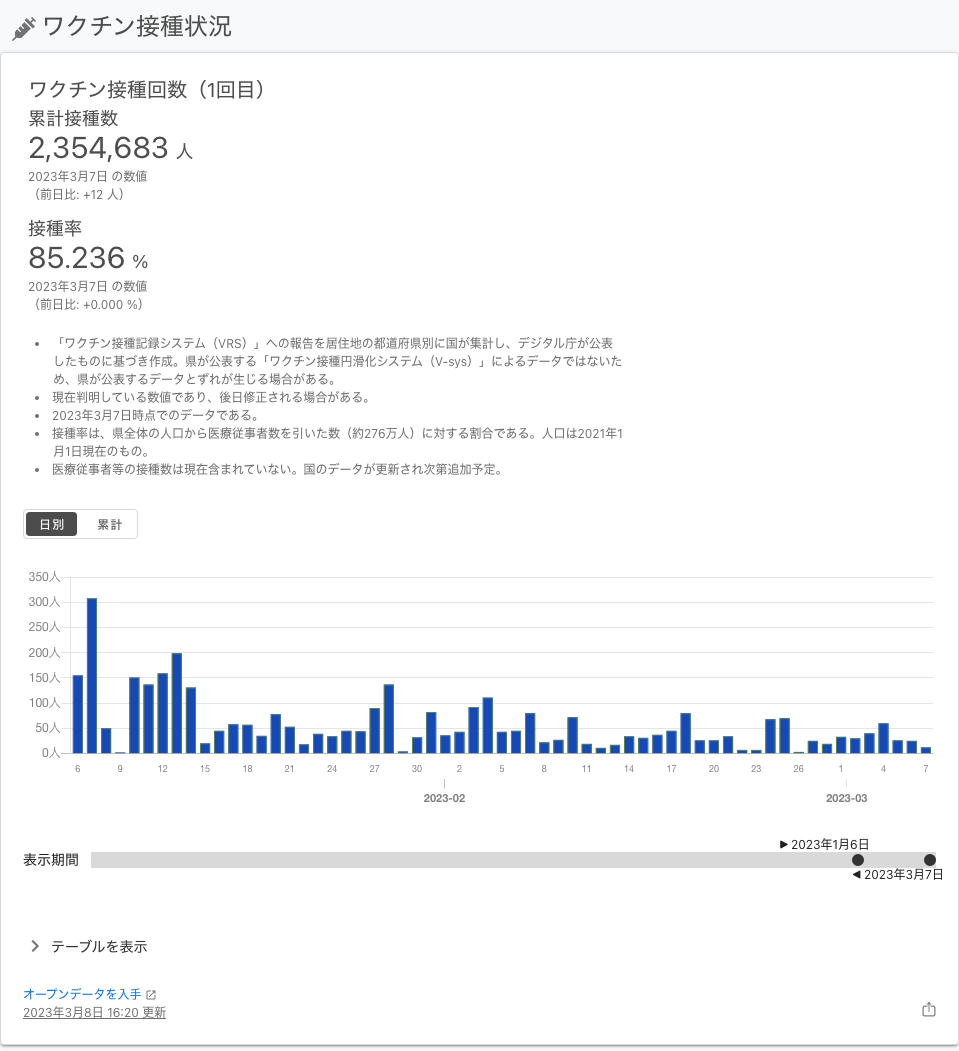 ワクチン接種状況
ワクチン接種回数（1回目）
累計接種数
2,354,683 人
2023年3月7日 の数値
（前日比: +12 人）
接種率
85.236 %
2023年3月7日 の数値
（前日比: +0.000 %）
• 「ワクチン接種記録システム（VRS）」への報告を居住地の都道府県別に国が集計し、デジタル庁が公表
したものに基づき作成。県が公表する「ワクチン接種円滑化システム（V-sys）」によるデータではないた
め、県が公表するデータとずれが生じる場合がある。
• 現在判明している数値であり、後日修正される場合がある。
• 2023年3月7日時点でのデータである。
• 接種率は、県全体の人口から医療従事者数を引いた数（約276万人）に対する割合である。人口は2021年1
月1日現在のもの。
• 医療従事者等の接種数は現在含まれていない。国のデータが更新され次第追加予定。
日別 累計
350人
300人
250人
200人
150人
100人
50人
0人
6 9 12 15 18 21 24 27 30 2 5 8 11 14 17 20 23 26 1 4 7
2023-02 2023-03
▶ 2023年1月6日
表示期間
◀ 2023年3月7日
テーブルを表示
オープンデータを入手
2023年3月8日 16:20 更新